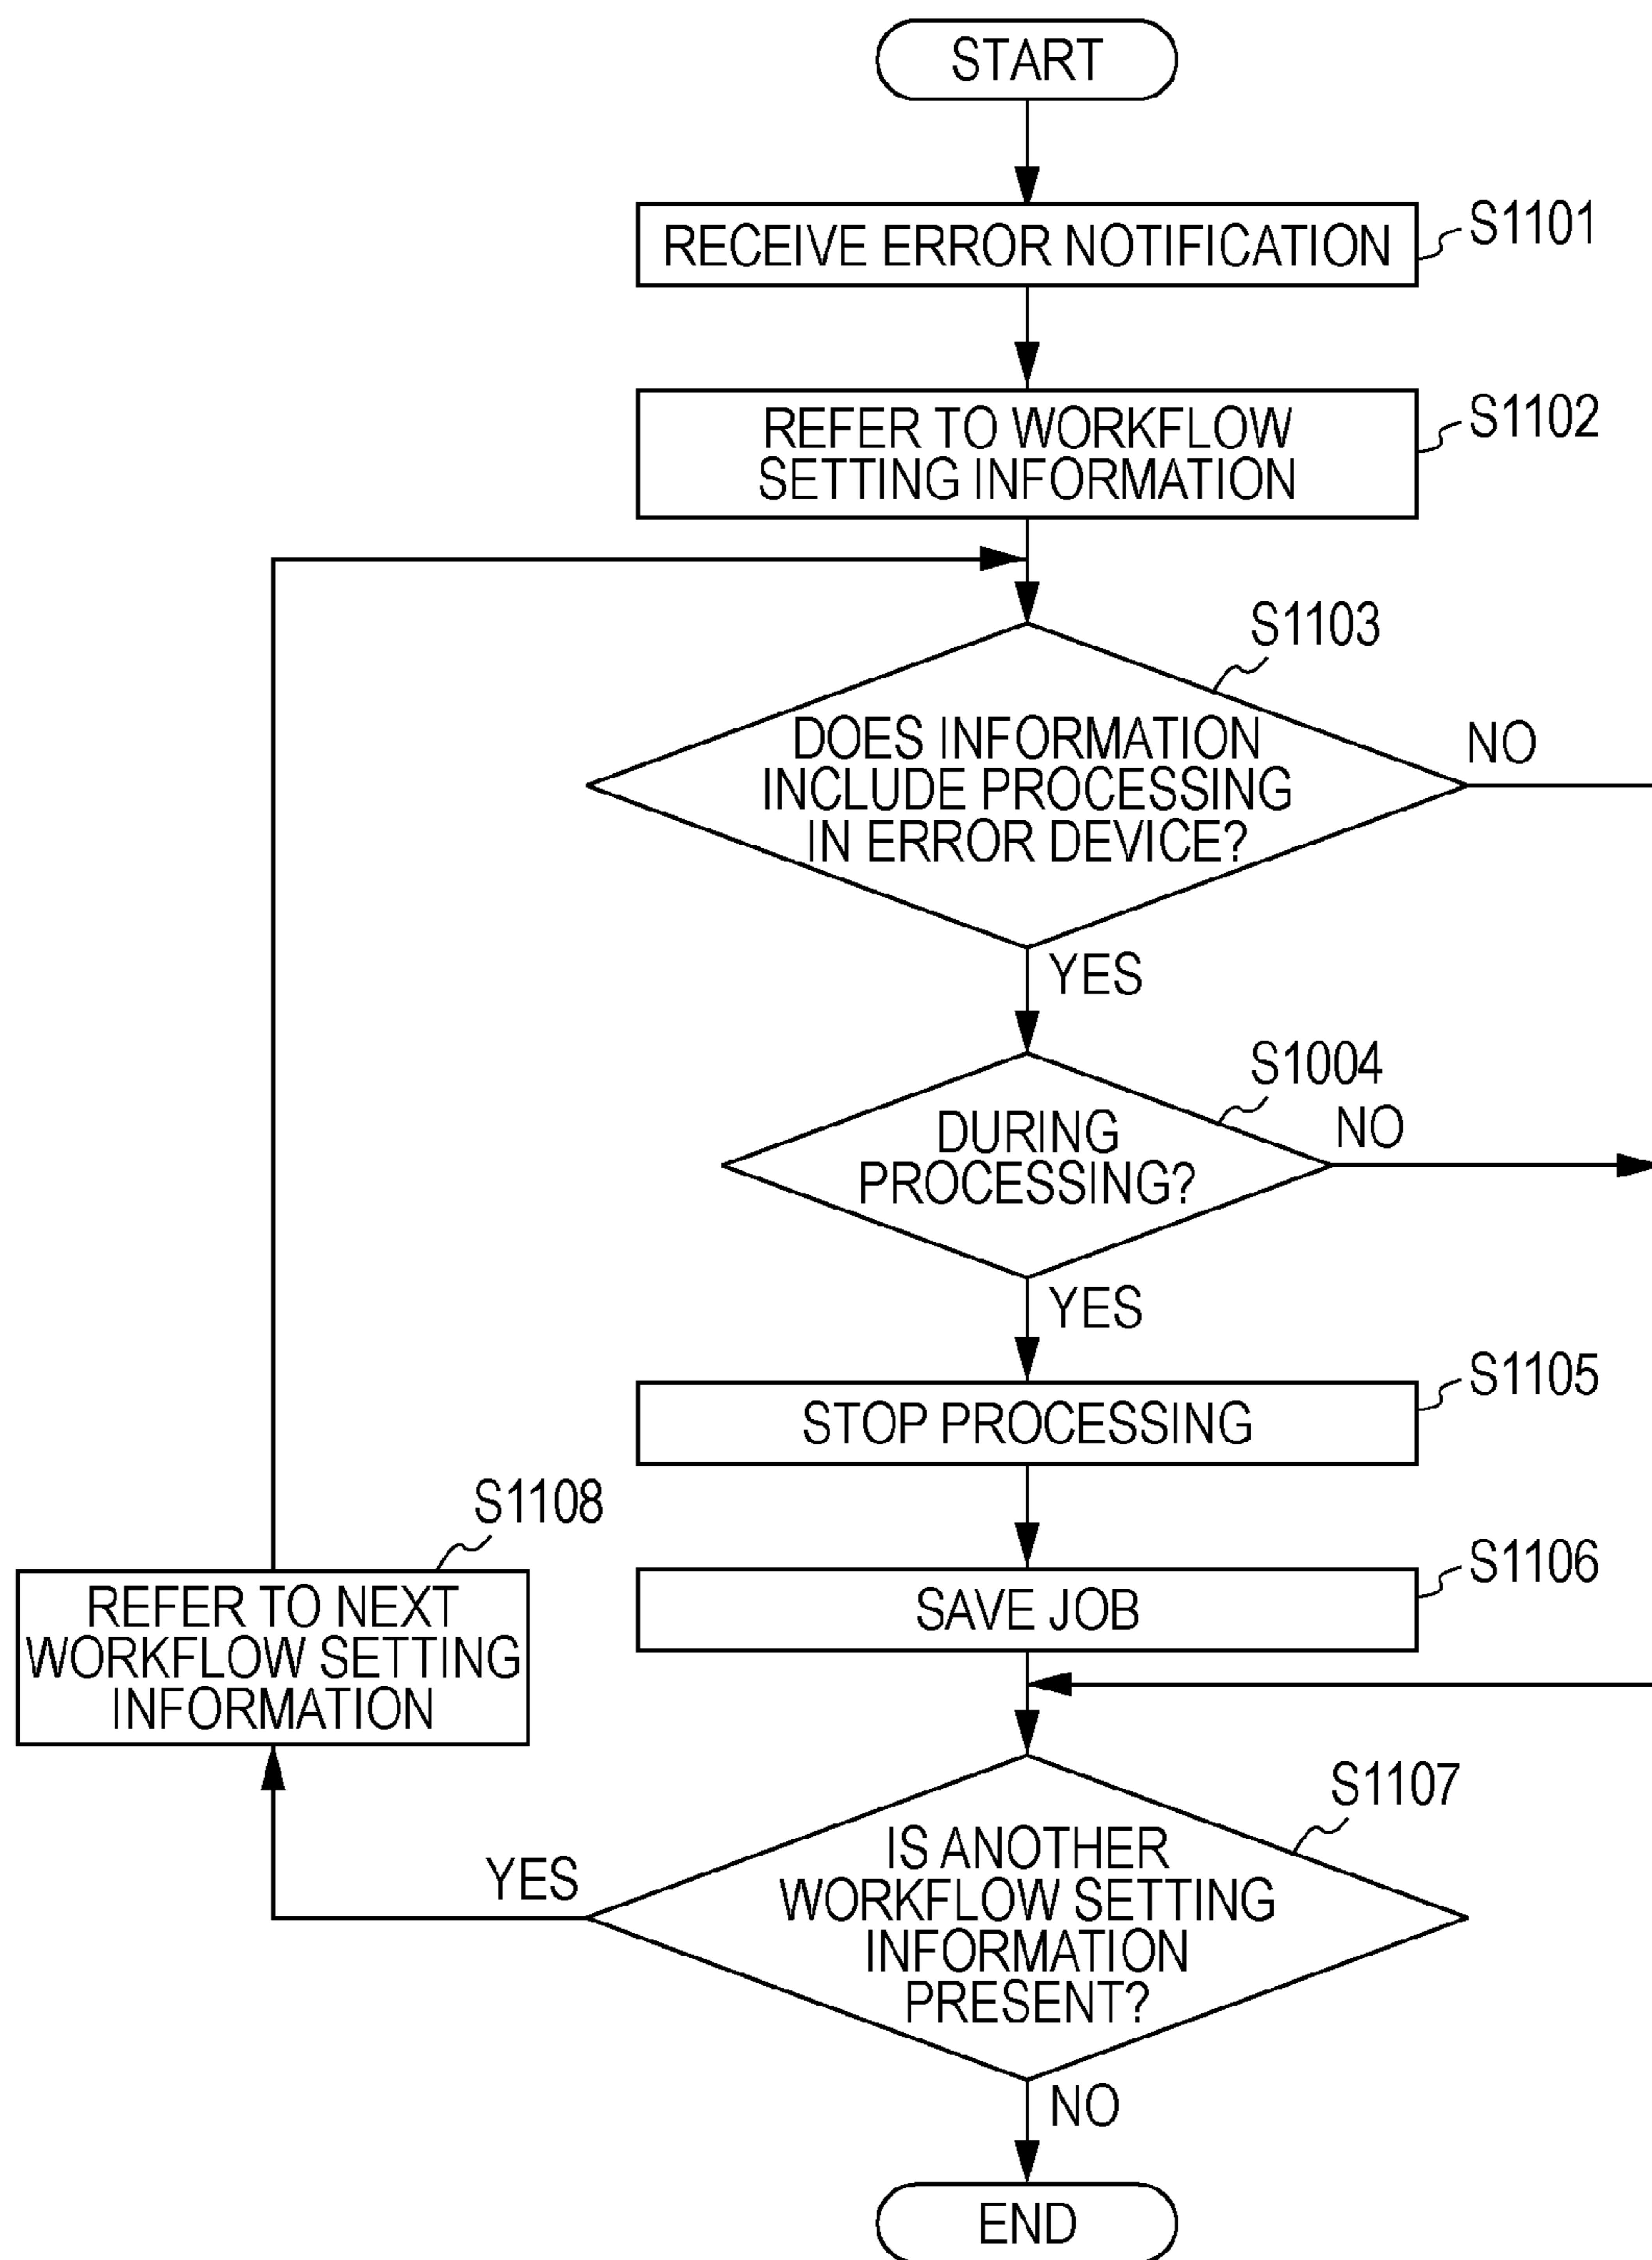 START
RECEIVE ERROR NOTIFICATION
S1101
REFER TO WORKFLOW
SETTING INFORMATION
S1102
S1103
DOES INFORMATION
INCLUDE PROCESSING
IN ERROR DEVICE?
NO
YES
S1004
DURING
PROCESSING?
NO
YES
S1105
STOP PROCESSING
S1108
REFER TO NEXT
WORKFLOW SETTING
INFORMATION
S1106
SAVE JOB
S1107
IS ANOTHER
WORKFLOW SETTING
INFORMATION
PRESENT?
YES
NO
END